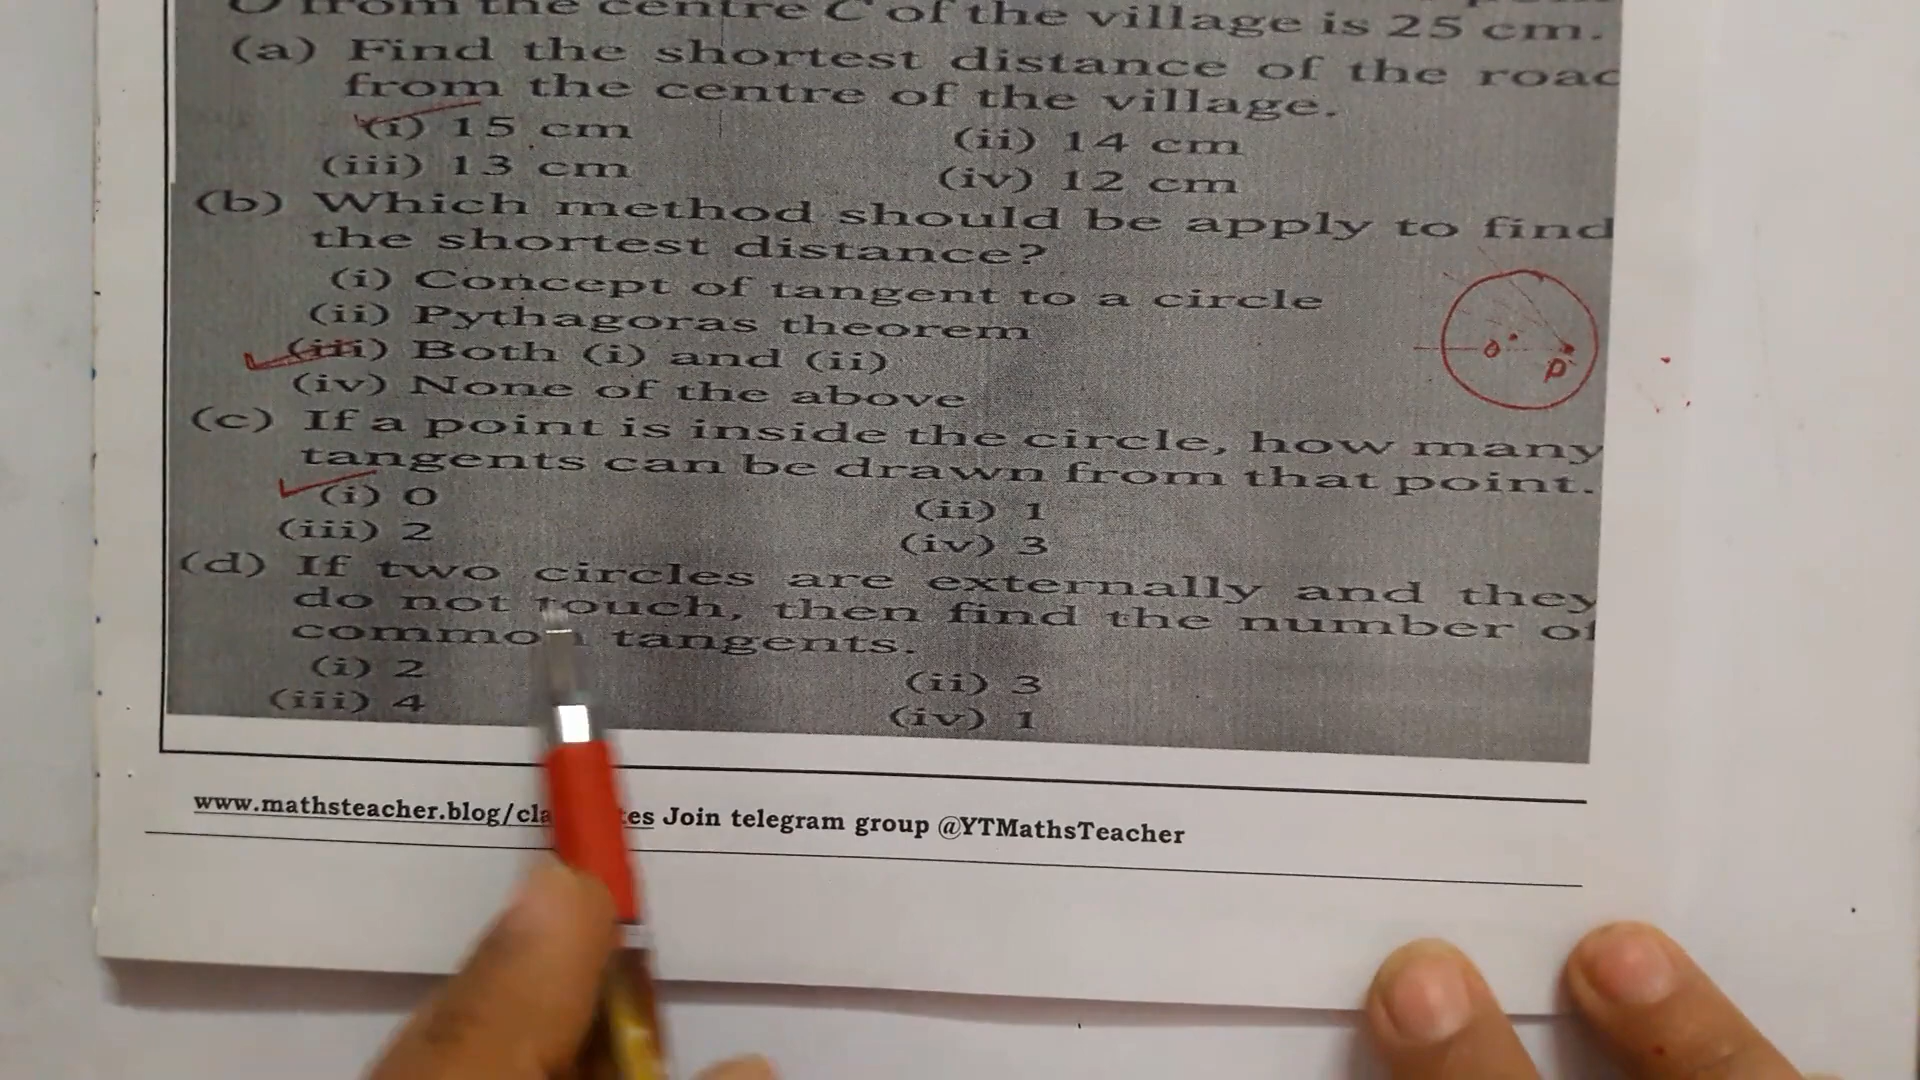 O from the centre C of the village is 25 cm.
(a) Find the shortest distance of the road
from the centre of the village.
(i) 15 cm (ii) 14 cm
(iii) 13 cm (iv) 12 cm
(b) Which method should be apply to find
the shortest distance?
(i) Concept of tangent to a circle
(ii) Pythagoras theorem
(iii) Both (i) and (ii)
(iv) None of the above
O P
(c) If a point is inside the circle, how many
tangents can be drawn from that point.
(i) 0 (ii) 1
(iii) 2 (iv) 3
(d) If two circles are externally and they
do not touch, then find the number of
common tangents.
(i) 2 (ii) 3
(iii) 4 (iv) 1
www.mathsteacher.blog/cla tes Join telegram group @YTMathsTeacher